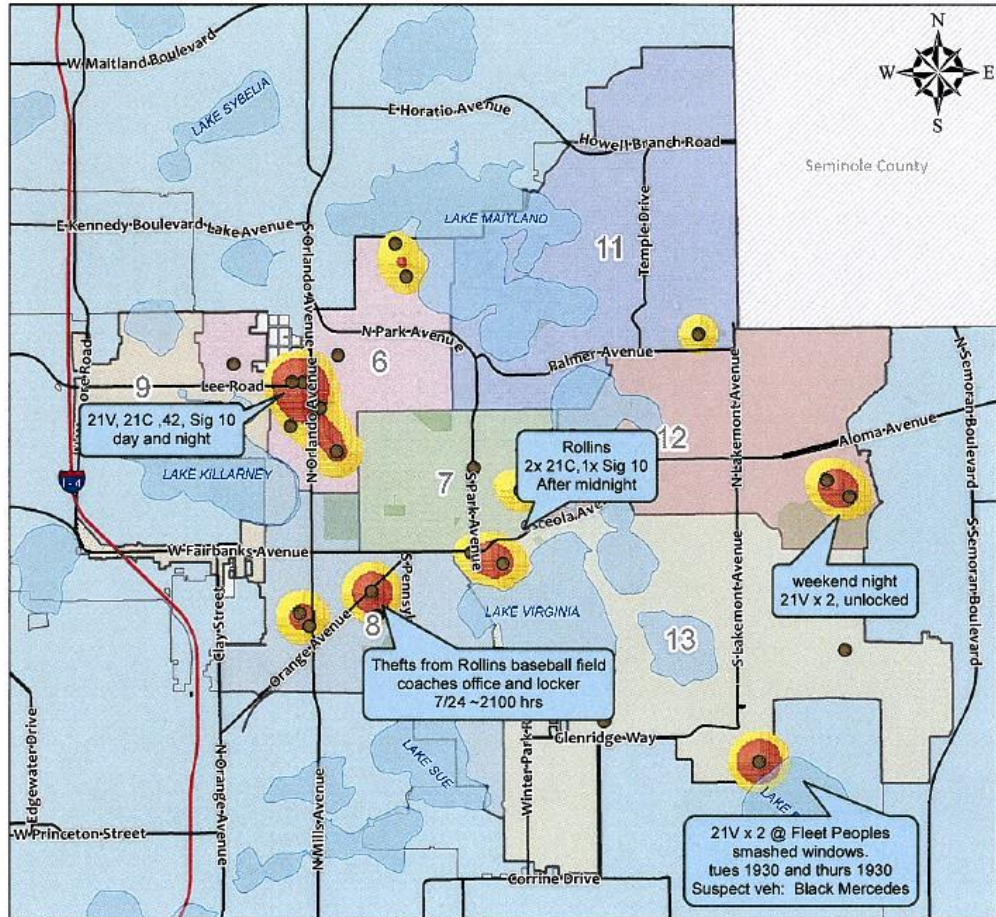 N
W E
S
W Maitland Boulevard
LAKE SYBELIA
E Horatio Avenue
Howell Branch Road
Seminole County
E Kennedy Boulevard
Lake Avenue
LAKE MAITLAND
S Orlando Avenue
11
Temple Drive
N Park Avenue
6
Palmer Avenue
N Semoran Boulevard
9
Lee Road
ore Road
21V, 21C ,42, Sig 10
day and night
N Orlando Avenue
LAKE KILLARNEY
I-4
7
S Park Avenue
Rollins
2x 21C,1x Sig 10
After midnight
12
N Lakemont Avenue
Aloma Avenue
Osceola Ave
W Fairbanks Avenue
S Pennsyl
LAKE VIRGINIA
weekend night
21V x 2, unlocked
S Semoran Boulevard
Clay Street
Orange Avenue
8
13
S Lakemont Avenue
Thefts from Rollins baseball field
coaches office and locker
7/24 ~2100 hrs
Edgewater Drive
N Orange Avenue
N Mills Avenue
LAKE SUE
Winter Park R
Glenridge Way
LAKE
W Princeton Street
21V x 2 @ Fleet Peoples
smashed windows.
tues 1930 and thurs 1930
Suspect veh: Black Mercedes
Corrine Drive